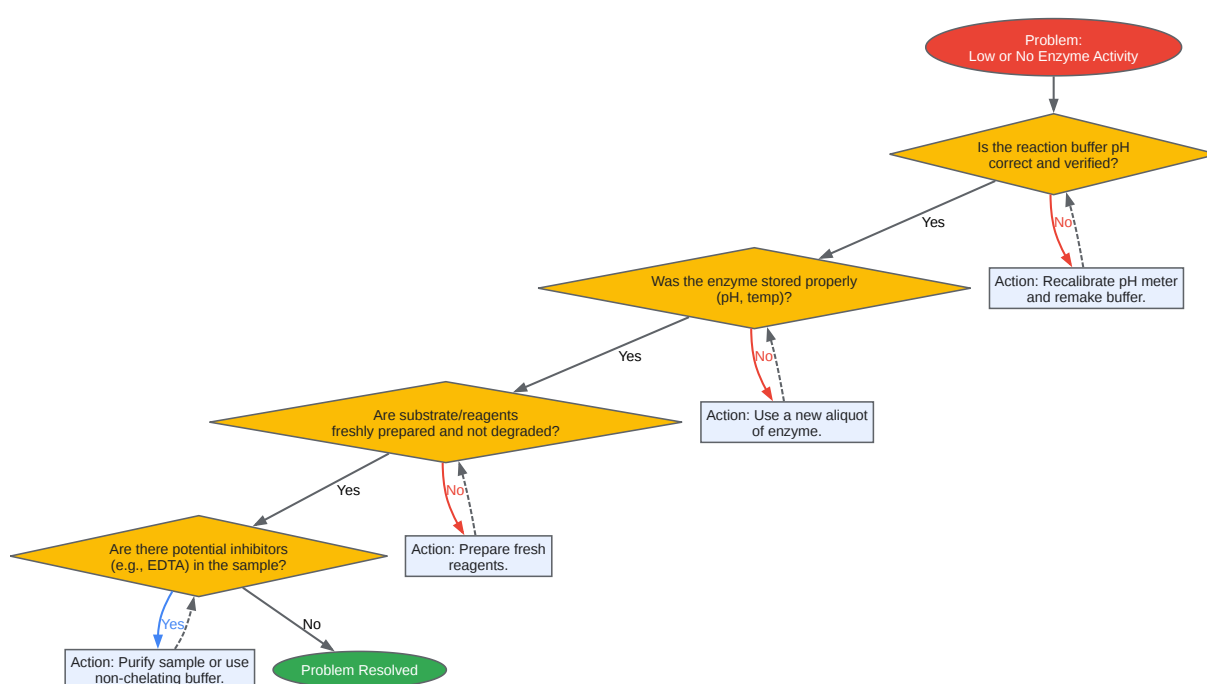 Problem:
Low or No Enzyme Activity
Is the reaction buffer pH
correct and verified?
Yes
No
Action: Recalibrate pH meter
and remake buffer.
Was the enzyme stored properly
(pH, temp)?
Yes
No
Action: Use a new aliquot
of enzyme.
Are substrate/reagents
freshly prepared and not degraded?
Yes
No
Action: Prepare fresh
reagents.
Are there potential inhibitors
(e.g., EDTA) in the sample?
Yes
No
Action: Purify sample or use
non-chelating buffer.
Problem Resolved